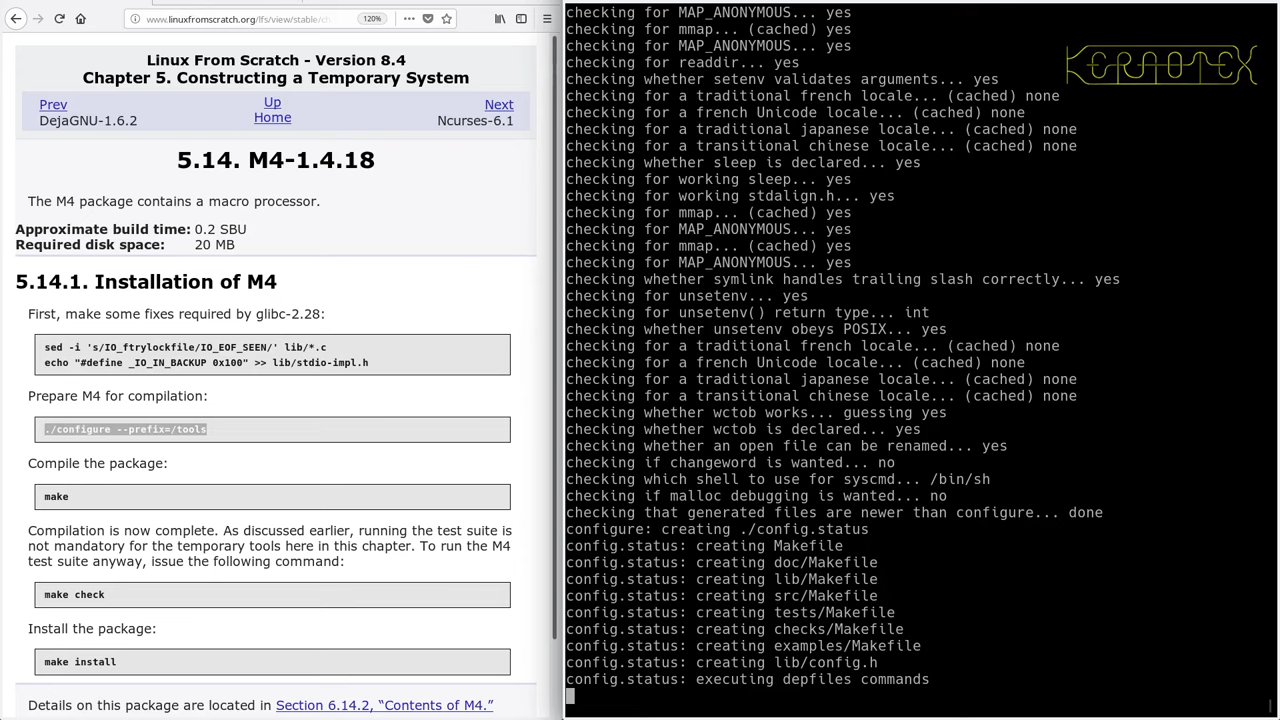 www.linuxfromscratch.org/lfs/view/stable/ch
120%
Linux From Scratch - Version 8.4
Chapter 5. Constructing a Temporary System
Prev
Up
Next
DejaGNU-1.6.2
Home
Ncurses-6.1
5.14. M4-1.4.18
The M4 package contains a macro processor.
Approximate build time: 0.2 SBU
Required disk space: 20 MB
5.14.1. Installation of M4
First, make some fixes required by glibc-2.28:
sed -i 's/IO_ftrylockfile/IO_EOF_SEEN/' lib/*.c
echo "#define _IO_IN_BACKUP 0x100" >> lib/stdio-impl.h
Prepare M4 for compilation:
./configure --prefix=/tools
Compile the package:
make
Compilation is now complete. As discussed earlier, running the test suite is
not mandatory for the temporary tools here in this chapter. To run the M4
test suite anyway, issue the following command:
make check
Install the package:
make install
Details on this package are located in Section 6.14.2, “Contents of M4.”
checking for MAP_ANONYMOUS... yes
checking for mmap... (cached) yes
checking for MAP_ANONYMOUS... yes
checking for readdir... yes
checking whether setenv validates arguments... yes
checking for a traditional french locale... (cached) none
checking for a french Unicode locale... (cached) none
checking for a traditional japanese locale... (cached) none
checking for a transitional chinese locale... (cached) none
checking whether sleep is declared... yes
checking for working sleep... yes
checking for working stdalign.h... yes
checking for mmap... (cached) yes
checking for MAP_ANONYMOUS... yes
checking for mmap... (cached) yes
checking for MAP_ANONYMOUS... yes
checking whether symlink handles trailing slash correctly... yes
checking for unsetenv... yes
checking for unsetenv() return type... int
checking whether unsetenv obeys POSIX... yes
checking for a traditional french locale... (cached) none
checking for a french Unicode locale... (cached) none
checking for a traditional japanese locale... (cached) none
checking for a transitional chinese locale... (cached) none
checking whether wctob works... guessing yes
checking whether wctob is declared... yes
checking whether an open file can be renamed... yes
checking if changeword is wanted... no
checking which shell to use for syscmd... /bin/sh
checking if malloc debugging is wanted... no
checking that generated files are newer than configure... done
configure: creating ./config.status
config.status: creating Makefile
config.status: creating doc/Makefile
config.status: creating lib/Makefile
config.status: creating src/Makefile
config.status: creating tests/Makefile
config.status: creating checks/Makefile
config.status: creating examples/Makefile
config.status: creating lib/config.h
config.status: executing depfiles commands